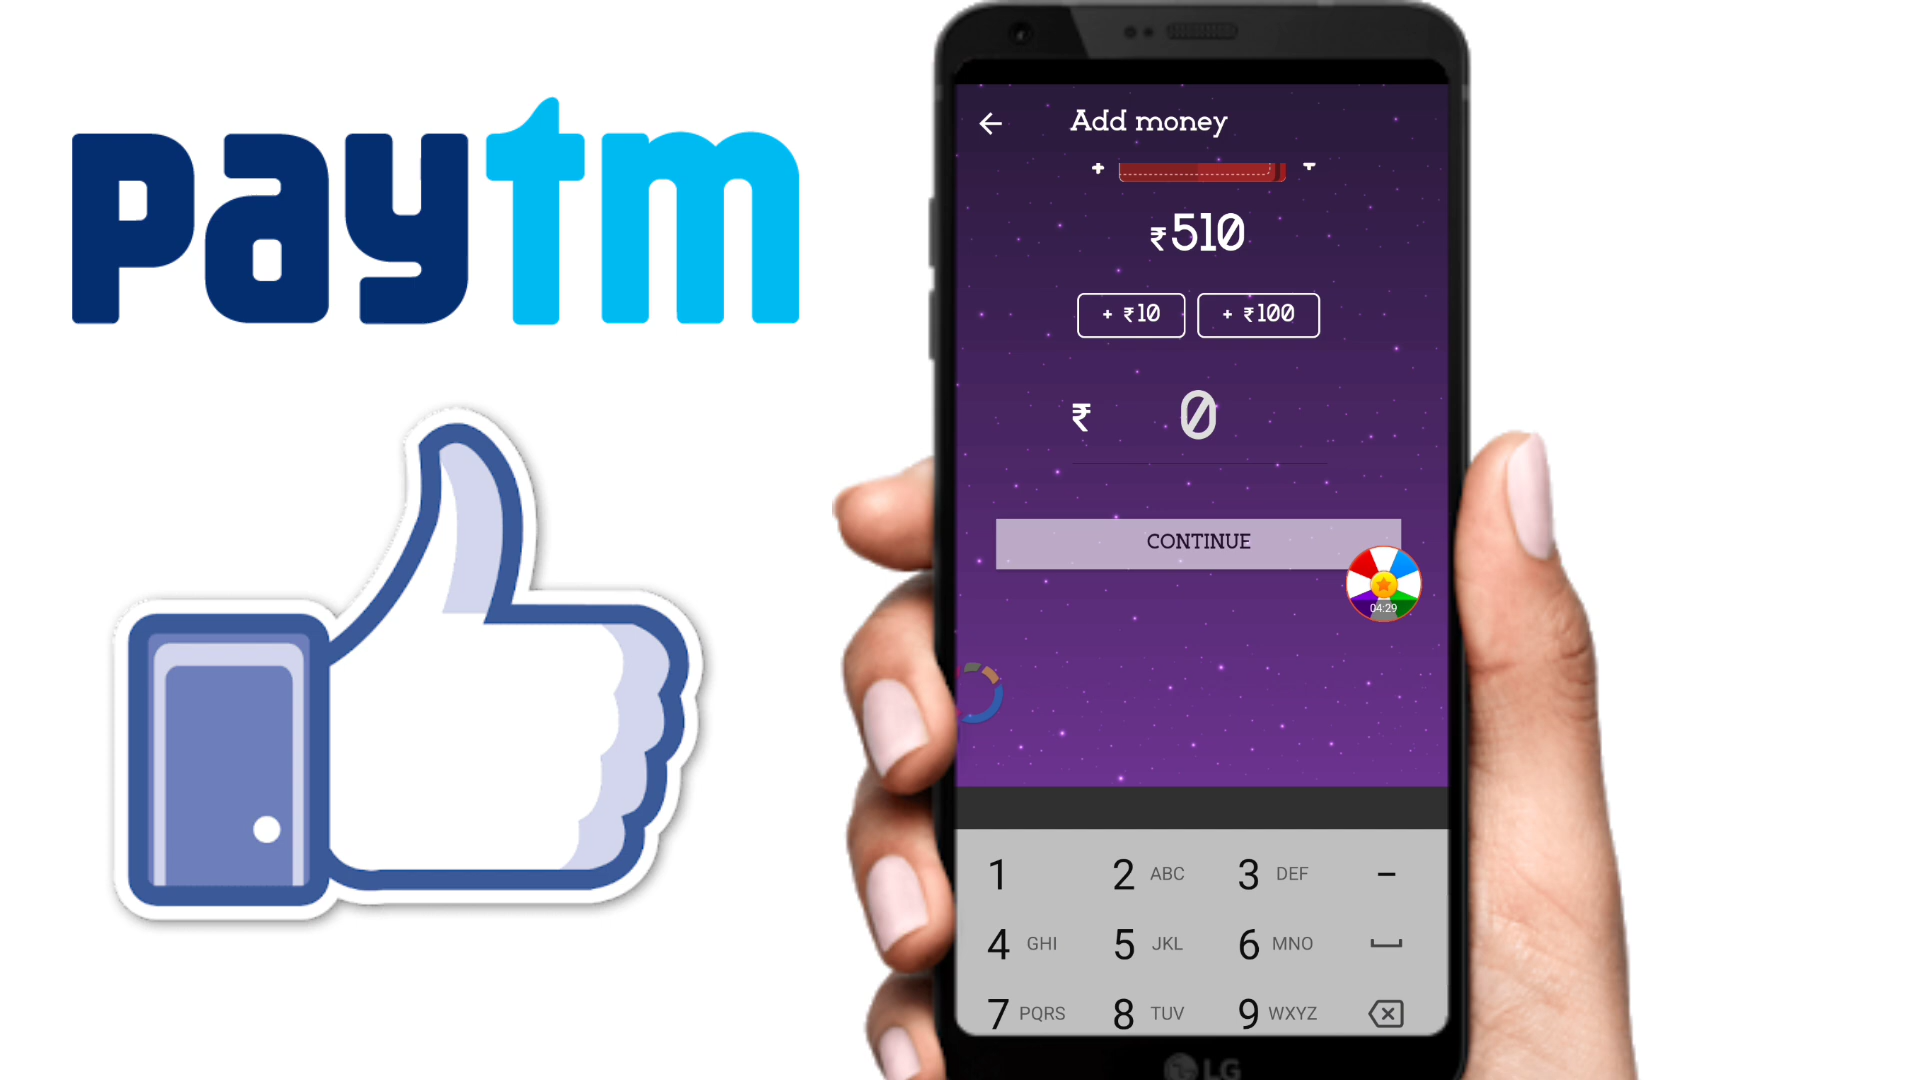 paytm
Add money
₹510
+ ₹10
+ ₹100
₹ 0
CONTINUE
04:29
1
2 ABC
3 DEF
-
4 GHI
5 JKL
6 MNO
7 PQRS
8 TUV
9 WXYZ
LG